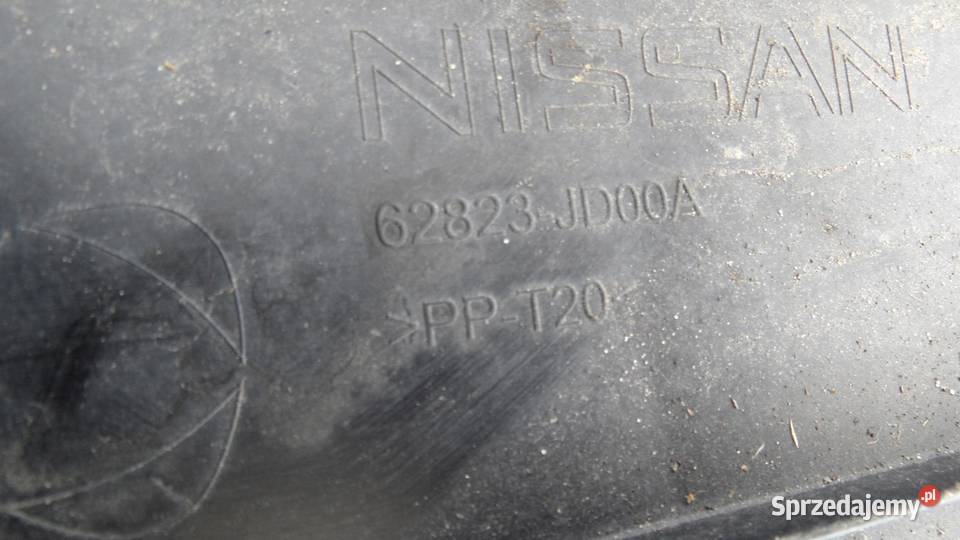 NISSAN
62823-JD00A
>PP-T20<
Sprzedajemy.pl